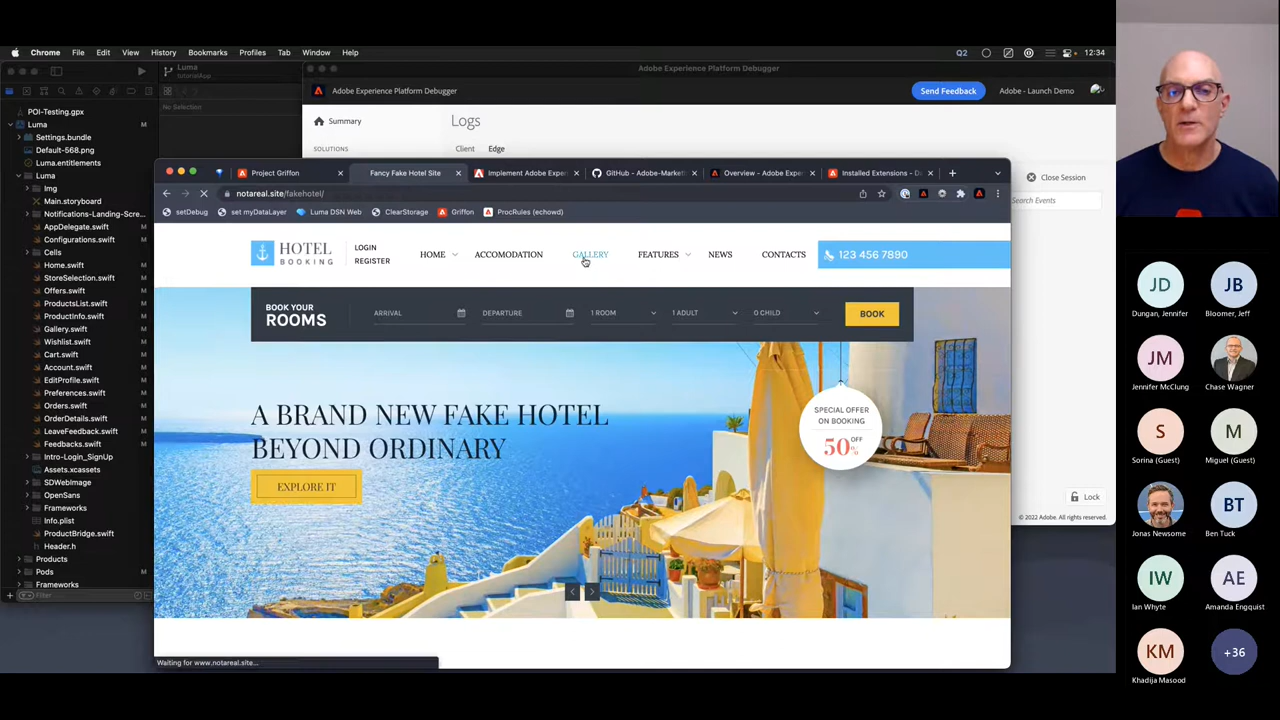 Chrome File Edit View History Bookmarks Profiles Tab Window Help
Q2 12:34
Luma
tutorialApp
No Selection
POI-Testing.gpx
Luma M
Settings.bundle
Default-568.png
Luma.entitlements
Luma
Img
Main.storyboard
Notifications-Landing-Scre...
AppDelegate.swift M
Configurations.swift M
Cells
Home.swift M
StoreSelection.swift M
Offers.swift M
ProductsList.swift M
ProductInfo.swift M
Gallery.swift M
Wishlist.swift M
Cart.swift M
Account.swift M
EditProfile.swift M
Preferences.swift M
Orders.swift M
OrderDetails.swift M
LeaveFeedback.swift M
Feedbacks.swift M
Intro-Login_SignUp
Assets.xcassets
SDWebImage
OpenSans
Frameworks
Info.plist
ProductBridge.swift M
Header.h
Products
Pods
Frameworks
Filter
Adobe Experience Platform Debugger
Adobe Experience Platform Debugger
Send Feedback
Adobe - Launch Demo
Summary
SOLUTIONS
Logs
Client Edge
Close Session
Search Events
Lock
© 2022 Adobe. All rights reserved.
Project Griffon
Fancy Fake Hotel Site
Implement Adobe Exper
GitHub - Adobe-Market
Overview - Adobe Expe
Installed Extensions - D
notareal.site/fakehotel/
setDebug set myDataLayer Luma DSN Web ClearStorage Griffon ProcRules (echowd)
HOTEL
BOOKING
LOGIN
REGISTER
HOME ACCOMODATION GALLERY FEATURES NEWS CONTACTS
123 456 7890
BOOK YOUR
ROOMS
ARRIVAL DEPARTURE 1 ROOM 1 ADULT 0 CHILD BOOK
A BRAND NEW FAKE HOTEL
BEYOND ORDINARY
EXPLORE IT
SPECIAL OFFER
ON BOOKING
50 OFF
%
Waiting for www.notareal.site...
JD
Dungan, Jennifer
JB
Bloomer, Jeff
JM
Jennifer McClung
Chase Wagner
S
Sorina (Guest)
M
Miguel (Guest)
Jonas Newsome
BT
Ben Tuck
IW
Ian Whyte
AE
Amanda Engquist
KM
Khadija Masood
+36